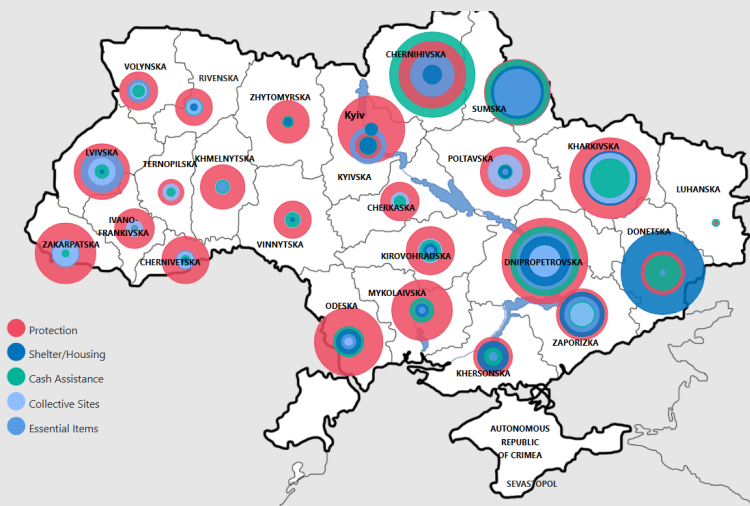 CHERNIHIVSKA
VOLYNSKA
RIVENSKA
ZHYTOMYRSKA
SUMSKA
Kyiv
KHARKIVSKA
LVIVSKA
TERNOPILSKA
KHMELNYTSKA
POLTAVSKA
KYIVSKA
LUHANSKA
CHERKASKA
IVANO-
FRANKIVSKA
VINNYTSKA
DONETSKA
ZAKARPATSKA
CHERNIVETSKA
KIROVOHRADSKA
DNIPROPETROVSKA
MYKOLAIVSKA
ODESKA
ZAPORIZKA
KHERSONSKA
Protection
Shelter/Housing
Cash Assistance
Collective Sites
Essential Items
AUTONOMOUS
REPUBLIC
OF CRIMEA
SEVASTOPOL